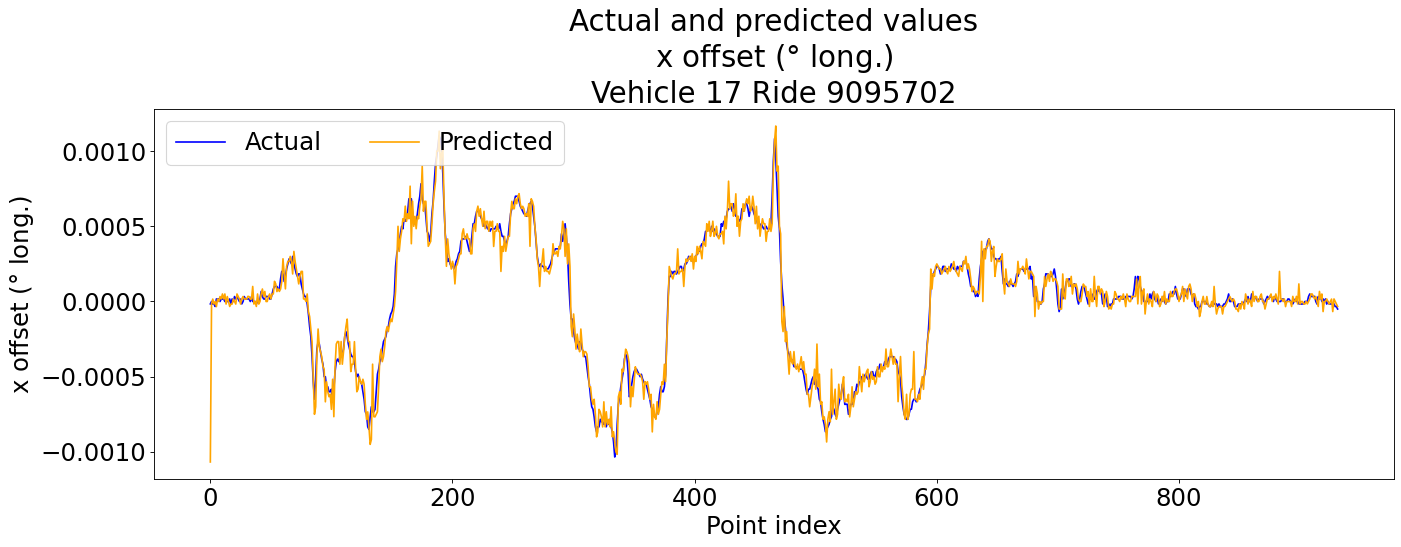 Actual and predicted values
x offset (° long.)
Vehicle 17 Ride 9095702
Actual
Predicted
x offset (° long.)
0.0010
0.0005
0.0000
−0.0005
−0.0010
0
200
400
600
800
Point index